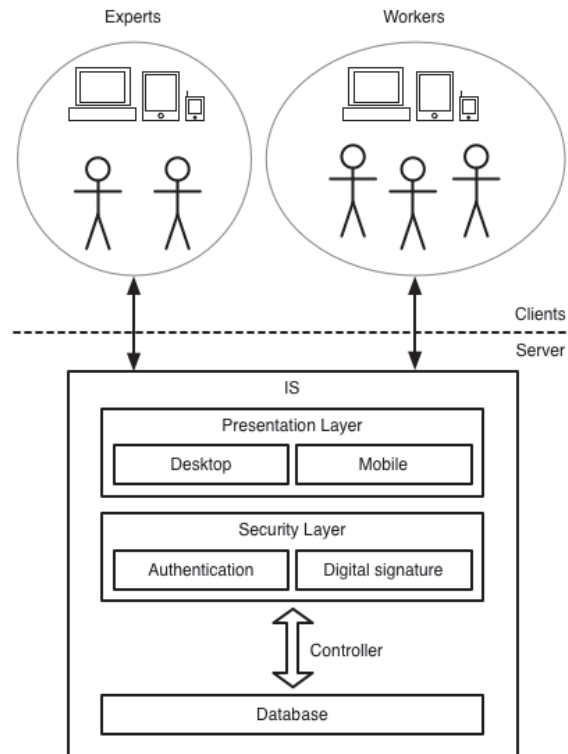 Experts
Workers
Clients
Server
IS
Presentation Layer
Desktop
Mobile
Security Layer
Authentication
Digital signature
Controller
Database